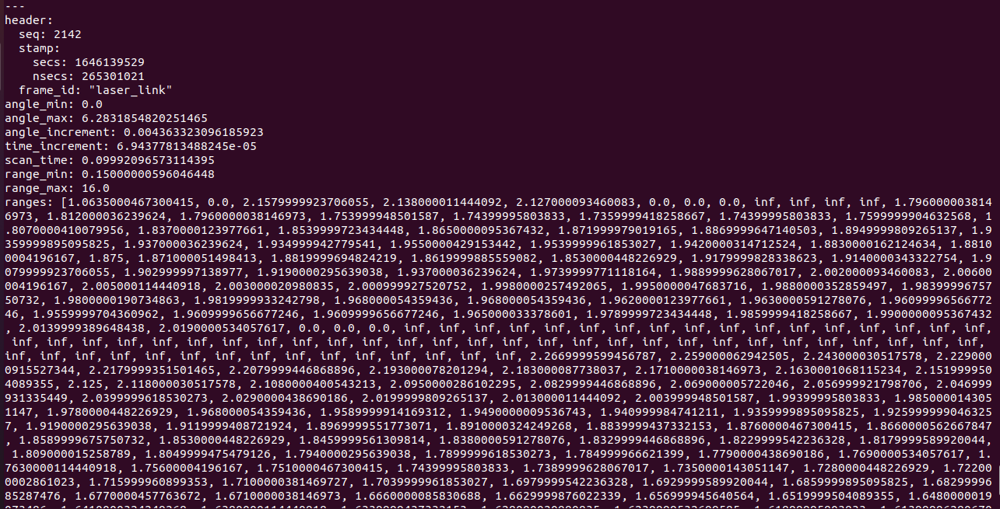 ---
header:
  seq: 2142
  stamp:
    secs: 1646139529
    nsecs: 265301021
  frame_id: "laser_link"
angle_min: 0.0
angle_max: 6.2831854820251465
angle_increment: 0.004363323096185923
time_increment: 6.94377813488245e-05
scan_time: 0.09992096573114395
range_min: 0.15000000596046448
range_max: 16.0
ranges: [1.0635000467300415, 0.0, 2.1579999923706055, 2.138000011444092, 2.127000093460083, 0.0, 0.0, 0.0, inf, inf, inf, inf, 1.796000003814
6973, 1.812000036239624, 1.7960000038146973, 1.753999948501587, 1.74399995803833, 1.7359999418258667, 1.74399995803833, 1.7599999904632568, 1
.8070000410079956, 1.8370000123977661, 1.8539999723434448, 1.8650000095367432, 1.871999979019165, 1.8869999647140503, 1.8949999809265137, 1.9
359999895095825, 1.937000036239624, 1.934999942779541, 1.9550000429153442, 1.9539999961853027, 1.9420000314712524, 1.8830000162124634, 1.8810
0004196167, 1.875, 1.871000051498413, 1.8819999694824219, 1.8619999885559082, 1.8530000448226929, 1.9179999828338623, 1.9140000343322754, 1.9
079999923706055, 1.902999997138977, 1.9190000295639038, 1.937000036239624, 1.9739999771118164, 1.9889999628067017, 2.002000093460083, 2.00600
004196167, 2.005000114440918, 2.003000020980835, 2.000999927520752, 1.9980000257492065, 1.9950000047683716, 1.9880000352859497, 1.98399996757
50732, 1.9800000190734863, 1.9819999933242798, 1.968000054359436, 1.968000054359436, 1.9620000123977661, 1.9630000591278076, 1.96099996566772
46, 1.9559999704360962, 1.9609999656677246, 1.9609999656677246, 1.965000033378601, 1.9789999723434448, 1.9859999418258667, 1.9900000095367432
, 2.0139999389648438, 2.0190000534057617, 0.0, 0.0, 0.0, inf, inf, inf, inf, inf, inf, inf, inf, inf, inf, inf, inf, inf, inf, inf, inf, inf,
 inf, inf, inf, inf, inf, inf, inf, inf, inf, inf, inf, inf, inf, inf, inf, inf, inf, inf, inf, inf, inf, inf, inf, inf, inf, inf, inf, inf, 
inf, inf, inf, inf, inf, inf, inf, inf, inf, inf, inf, inf, inf, inf, inf, 2.2669999599456787, 2.259000062942505, 2.243000030517578, 2.229000
0915527344, 2.2179999351501465, 2.2079999446868896, 2.193000078201294, 2.183000087738037, 2.1710000038146973, 2.1630001068115234, 2.151999950
4089355, 2.125, 2.118000030517578, 2.1080000400543213, 2.0950000286102295, 2.0829999446868896, 2.069000005722046, 2.056999921798706, 2.046999
931335449, 2.0399999618530273, 2.0290000438690186, 2.0199999809265137, 2.013000011444092, 2.003999948501587, 1.99399995803833, 1.985000014305
1147, 1.9780000448226929, 1.968000054359436, 1.9589999914169312, 1.9490000009536743, 1.940999984741211, 1.9359999895095825, 1.925999999046325
7, 1.9190000295639038, 1.9119999408721924, 1.8969999551773071, 1.8910000324249268, 1.8839999437332153, 1.8760000467300415, 1.8660000562667847
, 1.8589999675750732, 1.8530000448226929, 1.8459999561309814, 1.8380000591278076, 1.8329999446868896, 1.8229999542236328, 1.8179999589920044,
 1.809000015258789, 1.8049999475479126, 1.7940000295639038, 1.7899999618530273, 1.784999966621399, 1.7790000438690186, 1.7690000534057617, 1.
7630000114440918, 1.75600004196167, 1.7510000467300415, 1.74399995803833, 1.7389999628067017, 1.7350000143051147, 1.7280000448226929, 1.72200
00002861023, 1.715999960899353, 1.7100000381469727, 1.7039999961853027, 1.6979999542236328, 1.6929999589920044, 1.6859999895095825, 1.68299996
85287476, 1.6770000457763672, 1.6710000038146973, 1.6660000085830688, 1.6629999876022339, 1.656999945640564, 1.6519999504089355, 1.6480000019